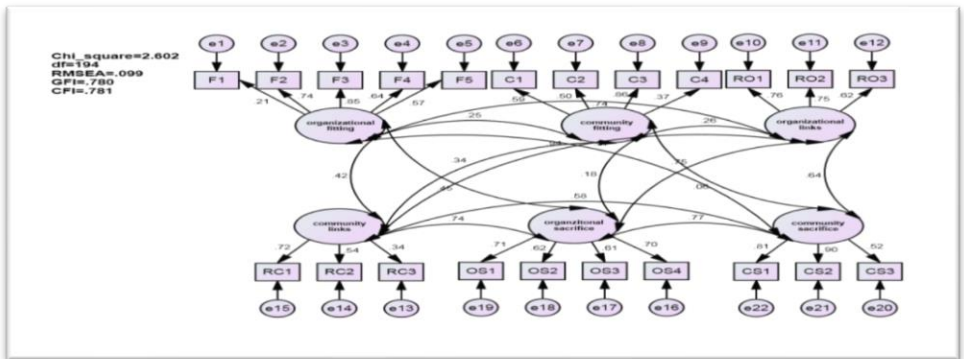 Chi_square=2.602
df=194
RMSEA=.099
GFI=.780
CFI=.781
e1 e2 e3 e4 e5 e6 e7 e8 e9 e10 e11 e12
F1 F2 F3 F4 F5 C1 C2 C3 C4 RO1 RO2 RO3
.21 .74 .85 .64 .57 .59 .50 .86 .37 .76 .75 .62
.74
organizational
fitting
community
fitting
organizational
links
.25 .26
.34 .75
.42 .18 .64
.58
community
links
organzitonal
sacrifice
community
sacrifice
.74 .77
.72 .54 .34 .71 .62 .61 .70 .81 .90 .52
RC1 RC2 RC3 OS1 OS2 OS3 OS4 CS1 CS2 CS3
e15 e14 e13 e19 e18 e17 e16 e22 e21 e20